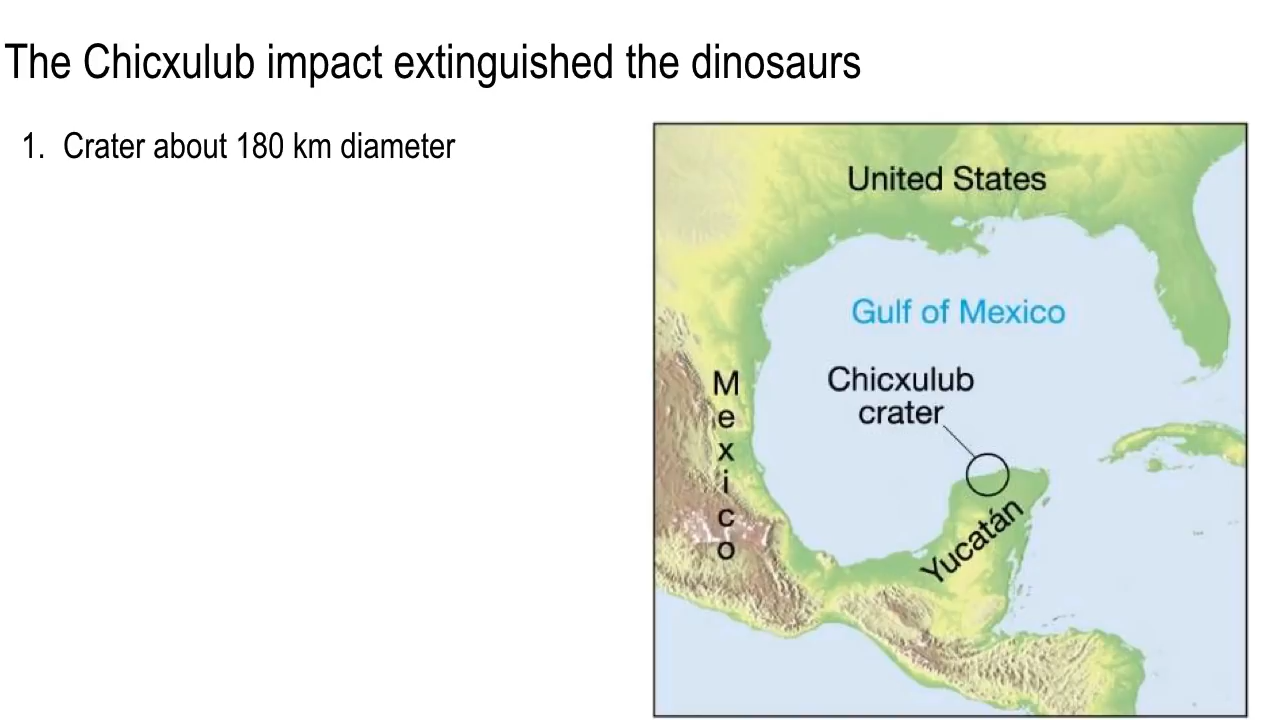 The Chicxulub impact extinguished the dinosaurs
1. Crater about 180 km diameter
United States
Gulf of Mexico
Chicxulub
crater
Mexico
Yucatán